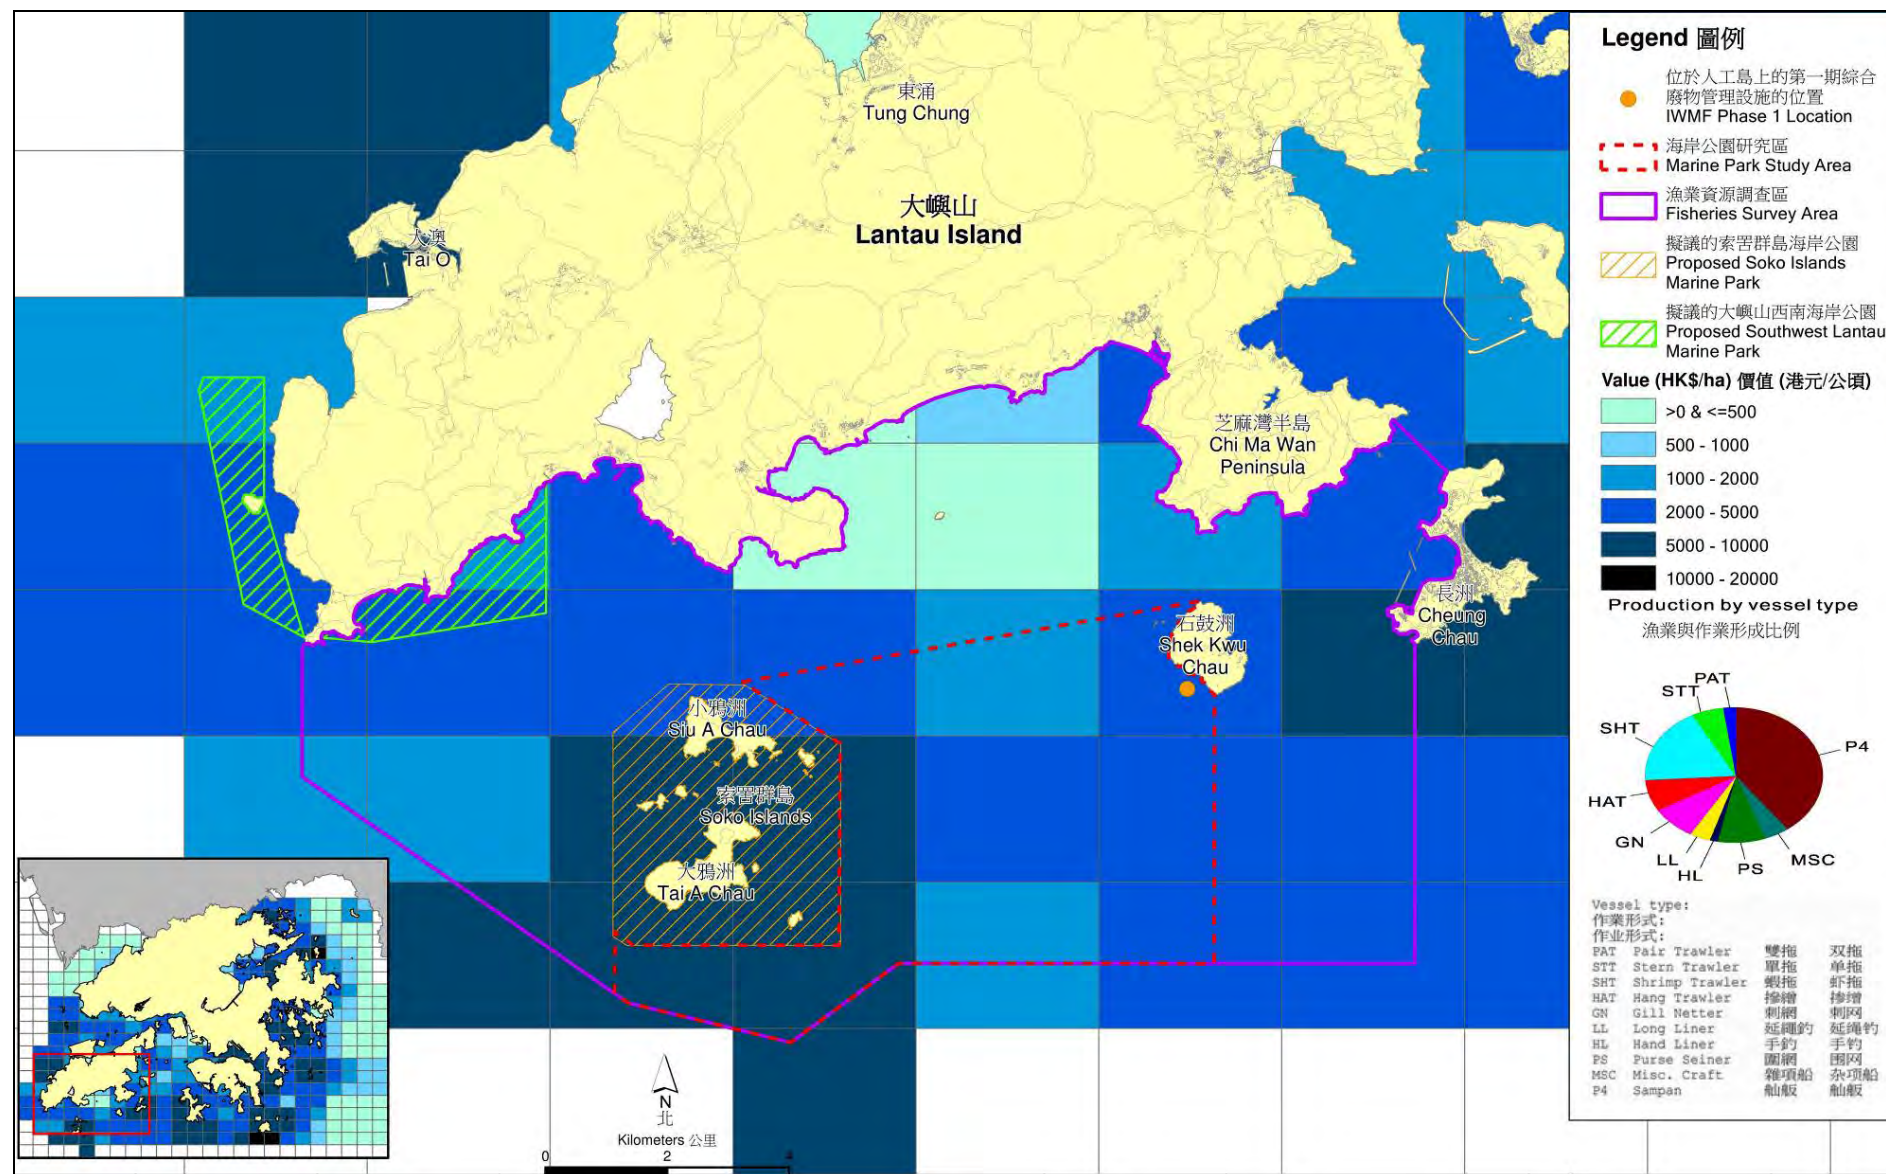 東涌
Tung Chung
大嶼山
Lantau Island
大澳
Tai O
芝麻灣半島
Chi Ma Wan
Peninsula
長洲
Cheung
Chau
石鼓洲
Shek Kwu
Chau
小鴉洲
Siu A Chau
索罟群島
Soko Islands
大鴉洲
Tai A Chau
N
北
Kilometers 公里
0 2 4
Legend 圖例
位於人工島上的第一期綜合
廢物管理設施的位置
IWMF Phase 1 Location
海岸公園研究區
Marine Park Study Area
漁業資源調查區
Fisheries Survey Area
擬議的索罟群島海岸公園
Proposed Soko Islands
Marine Park
擬議的大嶼山西南海岸公園
Proposed Southwest Lantau
Marine Park
Value (HK$/ha) 價值 (港元/公頃)
>0 & <=500
500 - 1000
1000 - 2000
2000 - 5000
5000 - 10000
10000 - 20000
Production by vessel type
漁業與作業形成比例
PAT
STT
SHT
P4
HAT
GN
LL
HL
PS
MSC
Vessel type:
作業形式:
作业形式:
PAT Pair Trawler 雙拖 双拖
STT Stern Trawler 單拖 单拖
SHT Shrimp Trawler 蝦拖 虾拖
HAT Hang Trawler 摻繒 掺缯
GN Gill Netter 刺網 刺网
LL Long Liner 延繩釣 延绳钓
HL Hand Liner 手釣 手钓
PS Purse Seiner 圍網 围网
MSC Misc. Craft 雜項船 杂项船
P4 Sampan 舢舨 舢舨